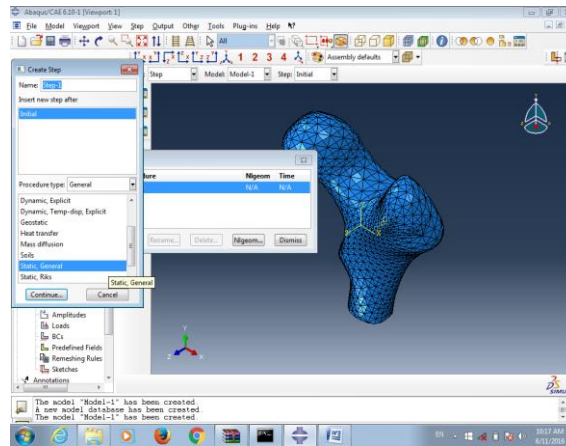 Abaqus/CAE 6.10-1 [Viewport: 1]
File Model Viewport View Step Output Other Tools Plug-ins Help
All
1 2 3 4 Assembly defaults
Step Model: Model-1 Step: Initial
Create Step
Name: Step-1
Insert new step after
Initial
Procedure type: General
Dynamic, Explicit
Dynamic, Temp-disp, Explicit
Geostatic
Heat transfer
Mass diffusion
Soils
Static, General
Static, Riks
Static, General
Continue... Cancel
Nlgeom Time
N/A N/A
Rename... Delete... Nlgeom... Dismiss
Amplitudes
Loads
BCs
Predefined Fields
Remeshing Rules
Sketches
Annotations
Y
Z X
The model "Model-1" has been created.
A new model database has been created.
The model "Model-1" has been created.
EN 10:17 AM
6/11/2016